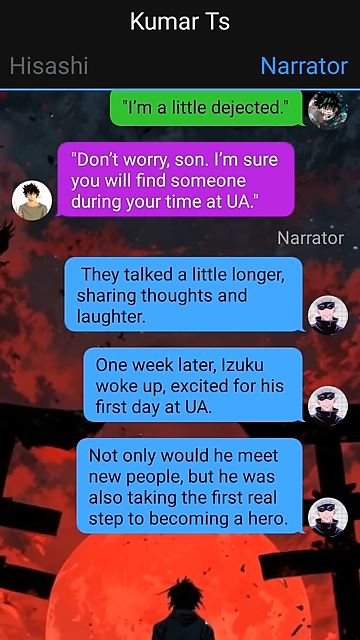 Kumar Ts
Hisashi Narrator
"I'm a little dejected."
"Don't worry, son. I'm sure
you will find someone
during your time at UA."
Narrator
They talked a little longer,
sharing thoughts and
laughter.
One week later, Izuku
woke up, excited for his
first day at UA.
Not only would he meet
new people, but he was
also taking the first real
step to becoming a hero.